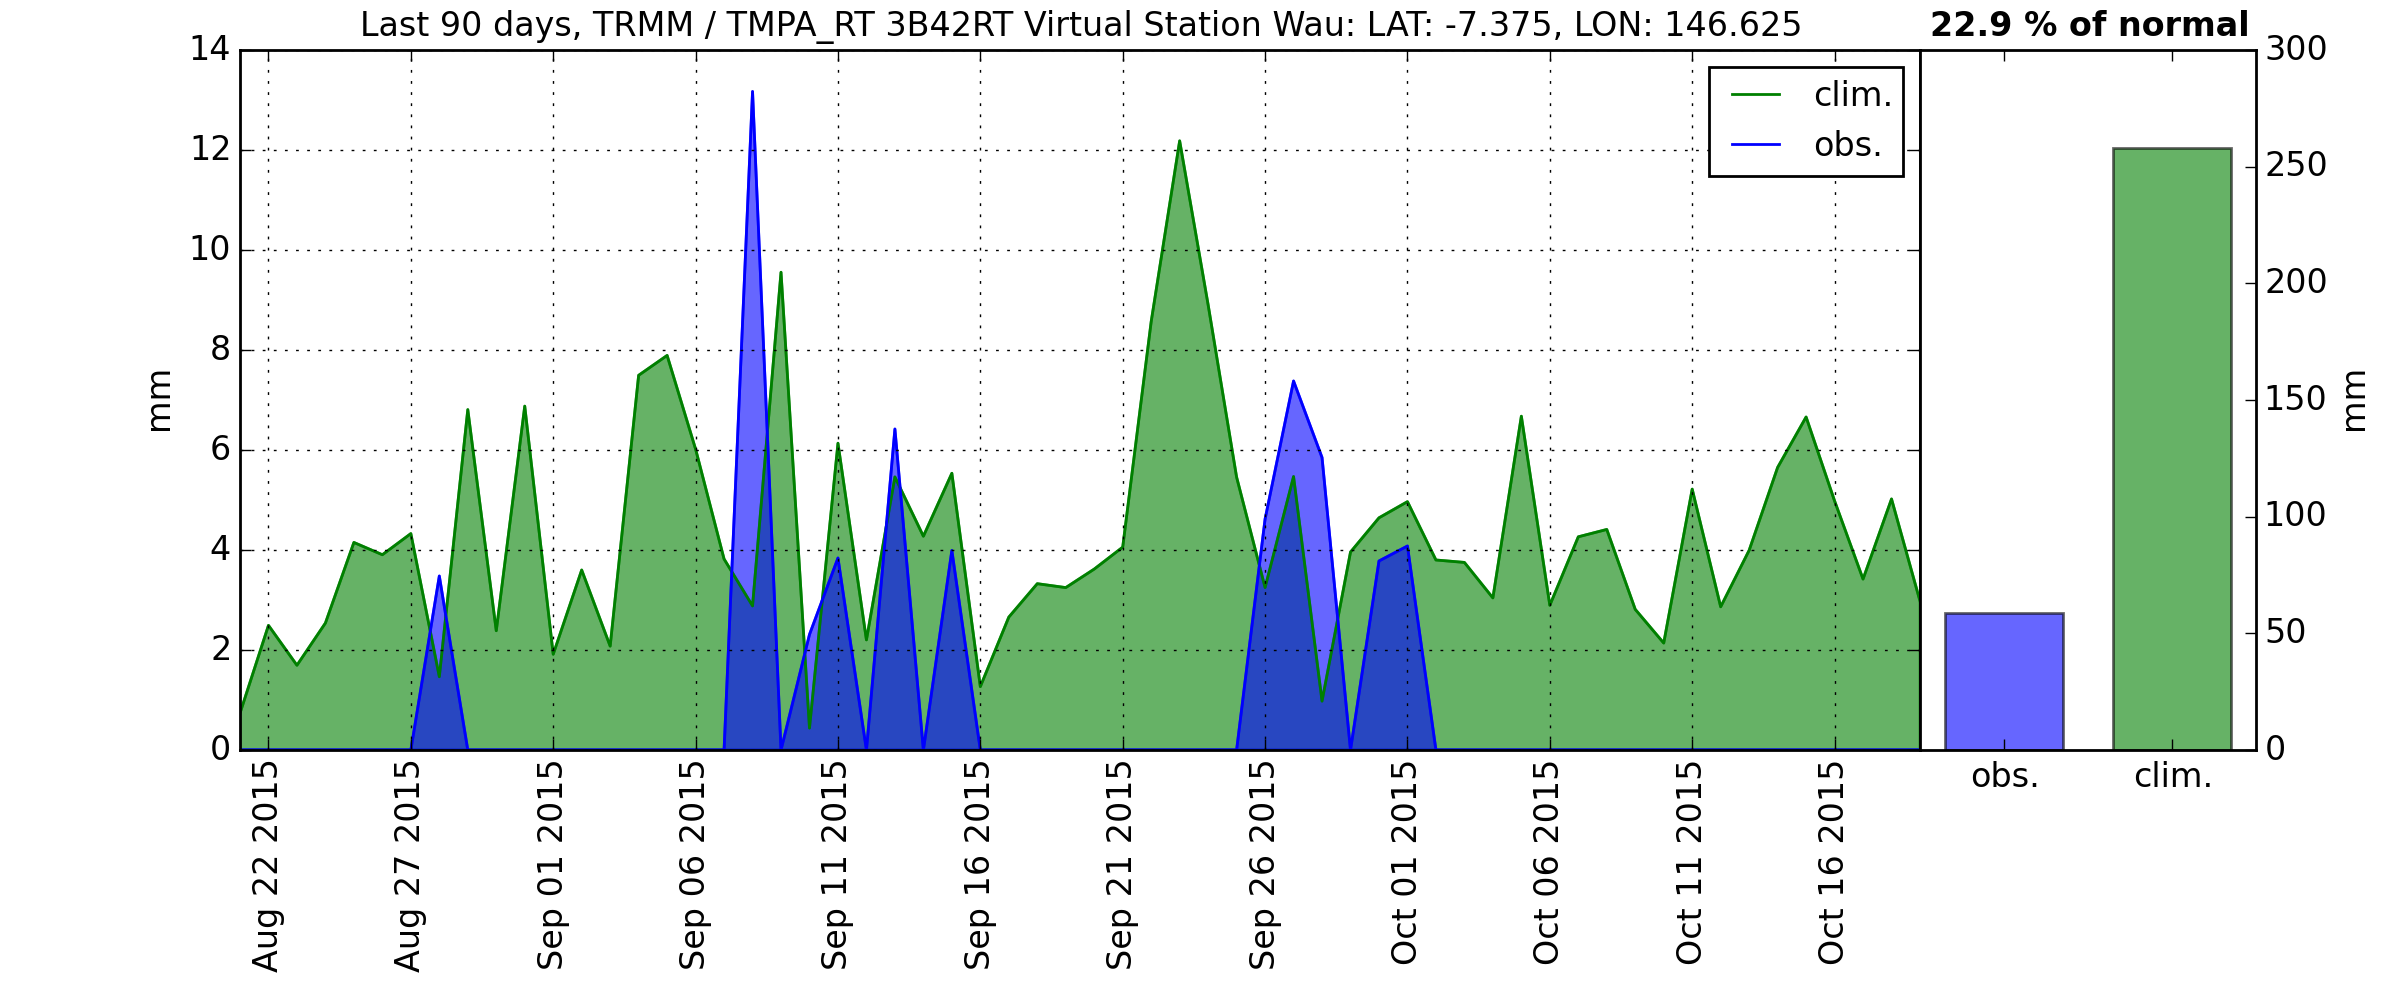 Last 90 days, TRMM / TMPA_RT 3B42RT Virtual Station Wau: LAT: -7.375, LON: 146.625
22.9 % of normal
14
12
10
8
6
4
2
0
mm
clim.
obs.
300
250
200
150
100
50
0
mm
Aug 22 2015
Aug 27 2015
Sep 01 2015
Sep 06 2015
Sep 11 2015
Sep 16 2015
Sep 21 2015
Sep 26 2015
Oct 01 2015
Oct 06 2015
Oct 11 2015
Oct 16 2015
obs.
clim.